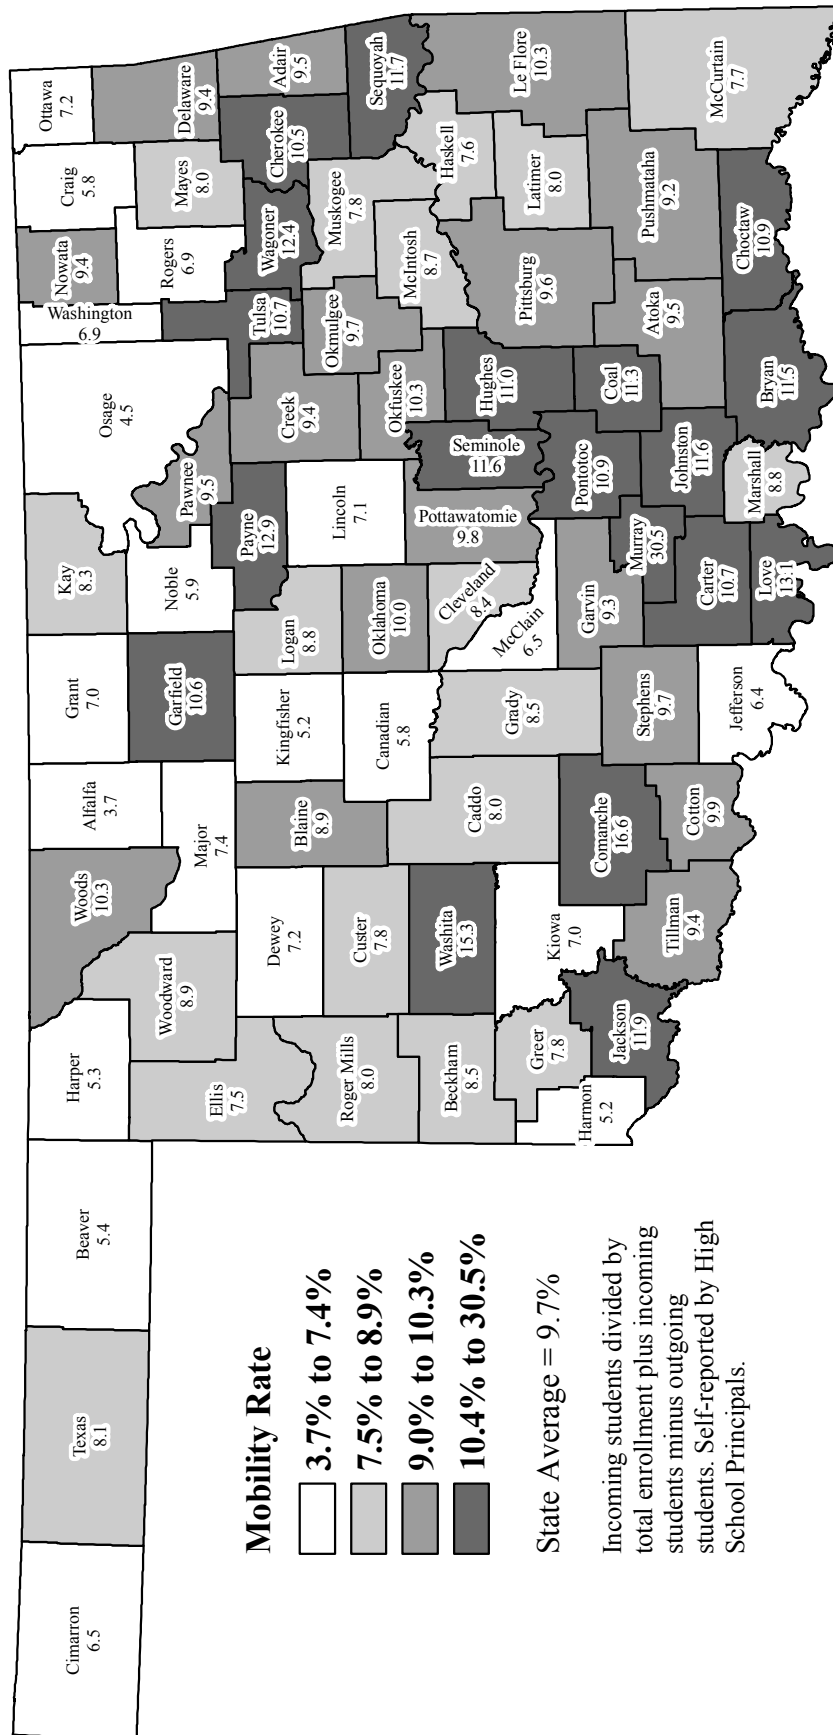 Cimarron
6.5
Texas
8.1
Beaver
5.4
Harper
5.3
Woods
10.3
Alfalfa
3.7
Grant
7.0
Kay
8.3
Osage
4.5
Washington
6.9
Nowata
9.4
Craig
5.8
Ottawa
7.2
Ellis
7.5
Woodward
8.9
Major
7.4
Garfield
10.6
Noble
5.9
Pawnee
9.5
Rogers
6.9
Mayes
8.0
Delaware
9.4
Roger Mills
8.0
Dewey
7.2
Custer
7.8
Blaine
8.9
Kingfisher
5.2
Logan
8.8
Payne
12.9
Creek
9.4
Tulsa
10.7
Wagoner
12.4
Cherokee
10.5
Adair
9.5
Beckham
8.5
Washita
15.3
Caddo
8.0
Canadian
5.8
Oklahoma
10.0
Lincoln
7.1
Okfuskee
10.3
Okmulgee
9.7
Muskogee
7.8
McIntosh
8.7
Sequoyah
11.7
Harmon
5.2
Greer
7.8
Kiowa
7.0
Grady
8.5
Cleveland
8.4
McClain
6.5
Pottawatomie
9.8
Seminole
11.6
Hughes
11.0
Pittsburg
9.6
Haskell
7.6
Latimer
8.0
Le Flore
10.3
Jackson
11.9
Tillman
9.4
Comanche
16.6
Cotton
9.9
Stephens
9.7
Garvin
9.3
Murray
30.5
Pontotoc
10.9
Coal
11.3
Atoka
9.5
Pushmataha
9.2
McCurtain
7.7
Jefferson
6.4
Carter
10.7
Love
13.1
Johnston
11.6
Marshall
8.8
Bryan
11.5
Choctaw
10.9
Mobility Rate
3.7% to 7.4%
7.5% to 8.9%
9.0% to 10.3%
10.4% to 30.5%
State Average = 9.7%
Incoming students divided by
total enrollment plus incoming
students minus outgoing
students. Self-reported by High
School Principals.